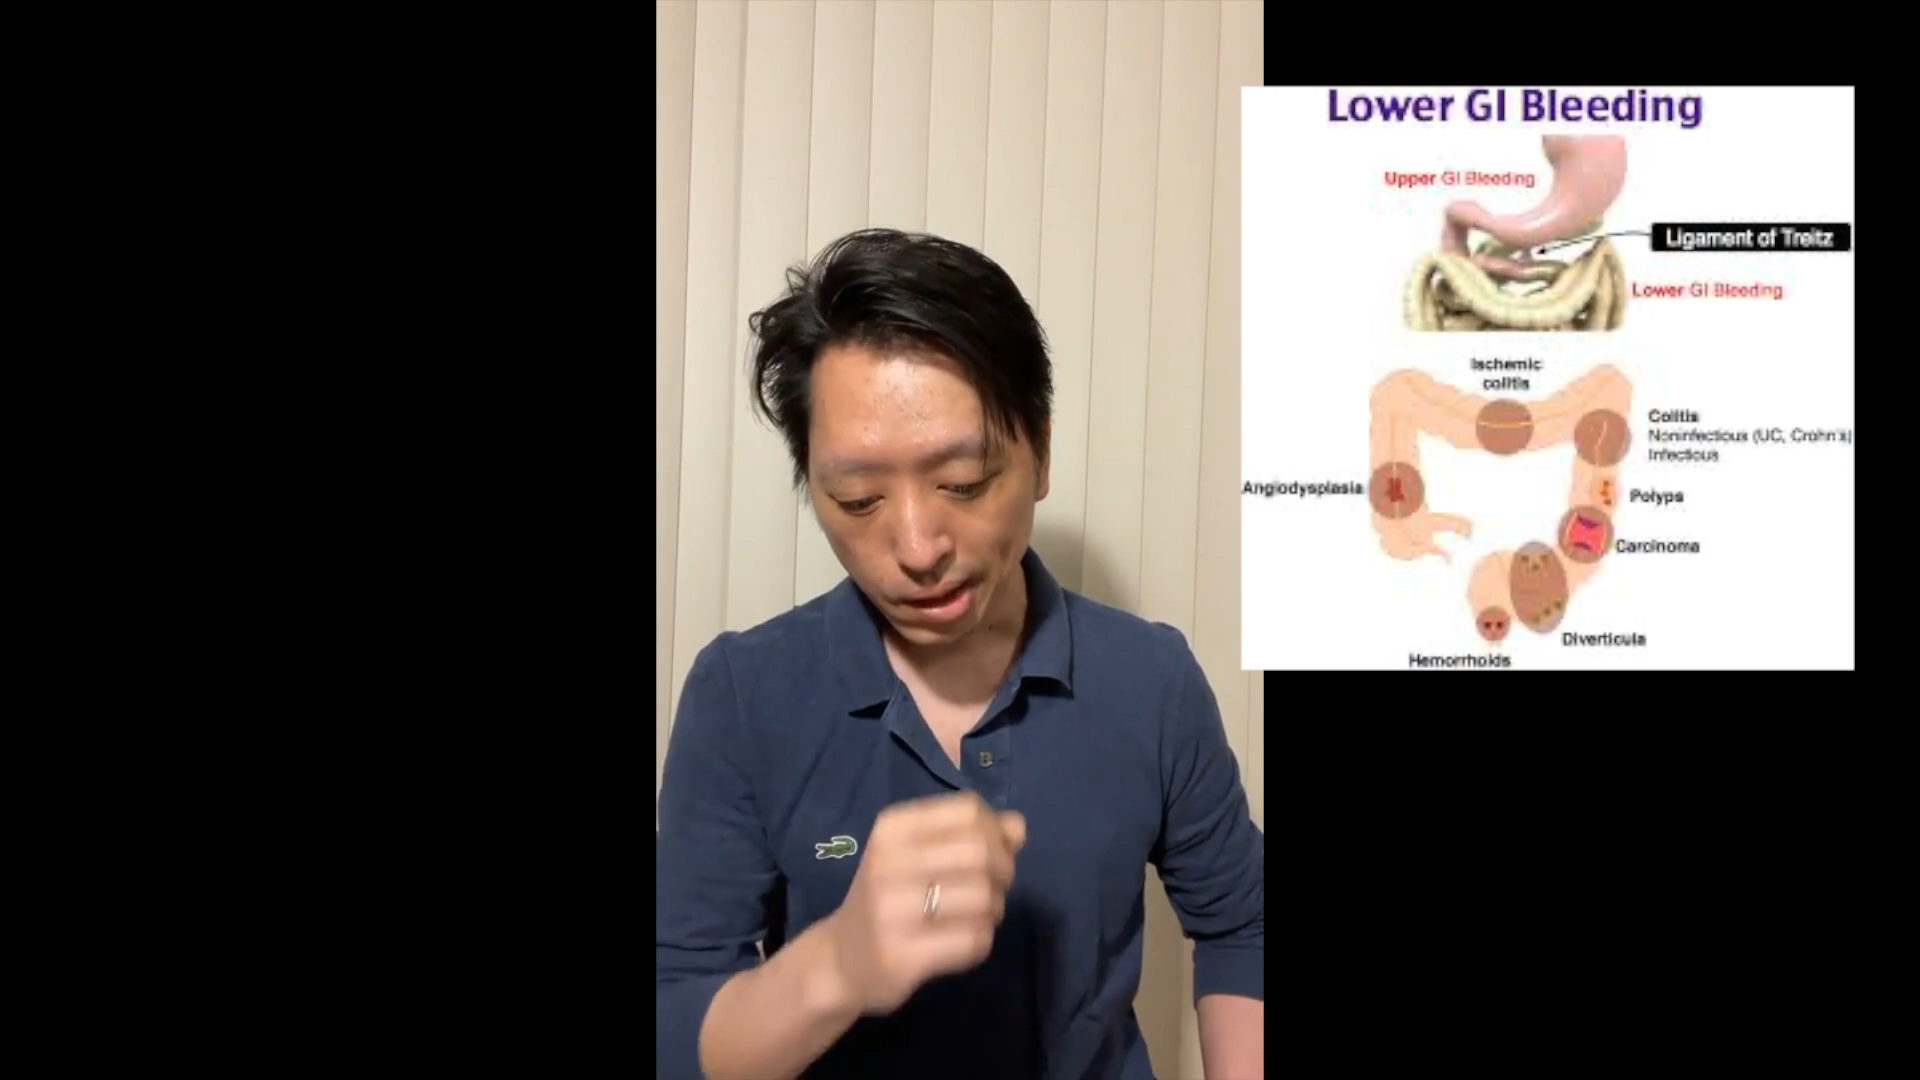 Lower GI Bleeding
Upper GI Bleeding
Ligament of Treitz
Lower GI Bleeding
Ischemic
colitis
Colitis
Noninfectious (UC, Crohn's)
Infectious
Angiodysplasia
Polyps
Carcinoma
Diverticula
Hemorrhoids